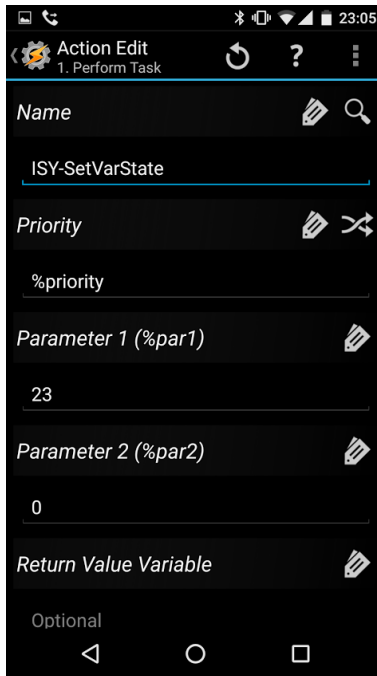 23:05
Action Edit
1. Perform Task
?
Name
ISY-SetVarState
Priority
%priority
Parameter 1 (%par1)
23
Parameter 2 (%par2)
0
Return Value Variable
Optional